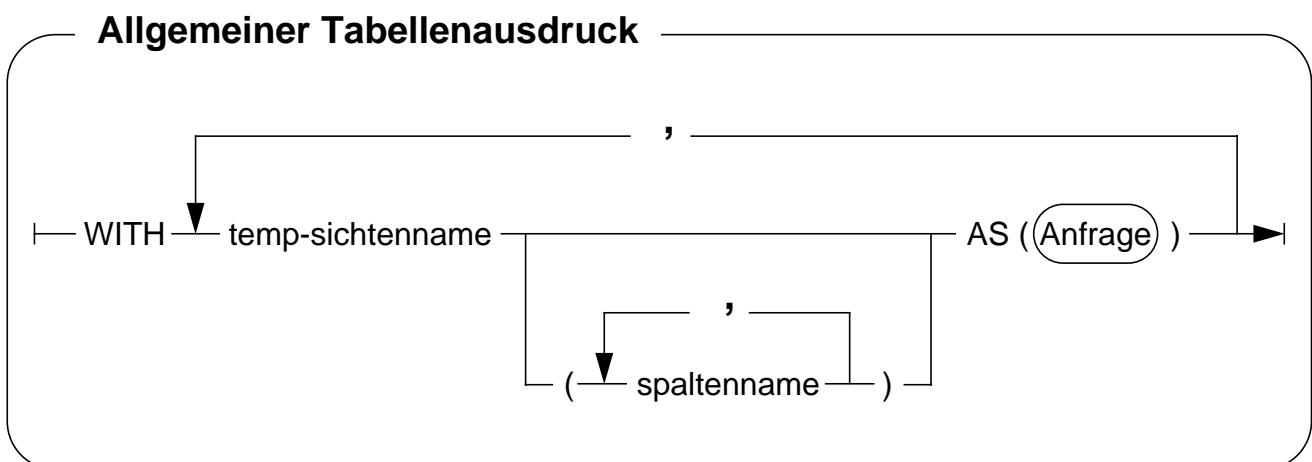 Allgemeiner Tabellenausdruck
,
WITH temp-sichtenname AS ( Anfrage )
,
( spaltenname )